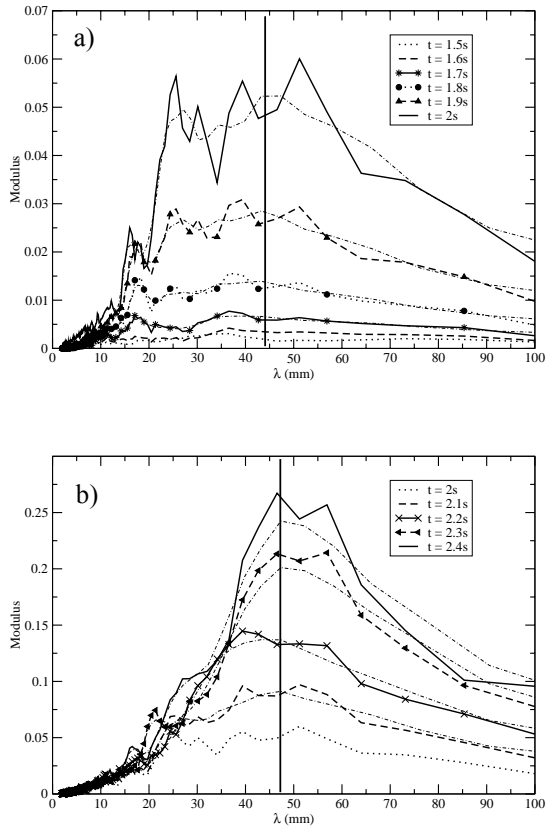 a)
0.07
0.06
0.05
0.04
0.03
0.02
0.01
0
Modulus
t = 1.5s
t = 1.6s
t = 1.7s
t = 1.8s
t = 1.9s
t = 2s
0 10 20 30 40 50 60 70 80 90 100
λ (mm)
b)
0.25
0.2
0.15
0.1
0.05
0
Modulus
t = 2s
t = 2.1s
t = 2.2s
t = 2.3s
t = 2.4s
0 10 20 30 40 50 60 70 80 90 100
λ (mm)